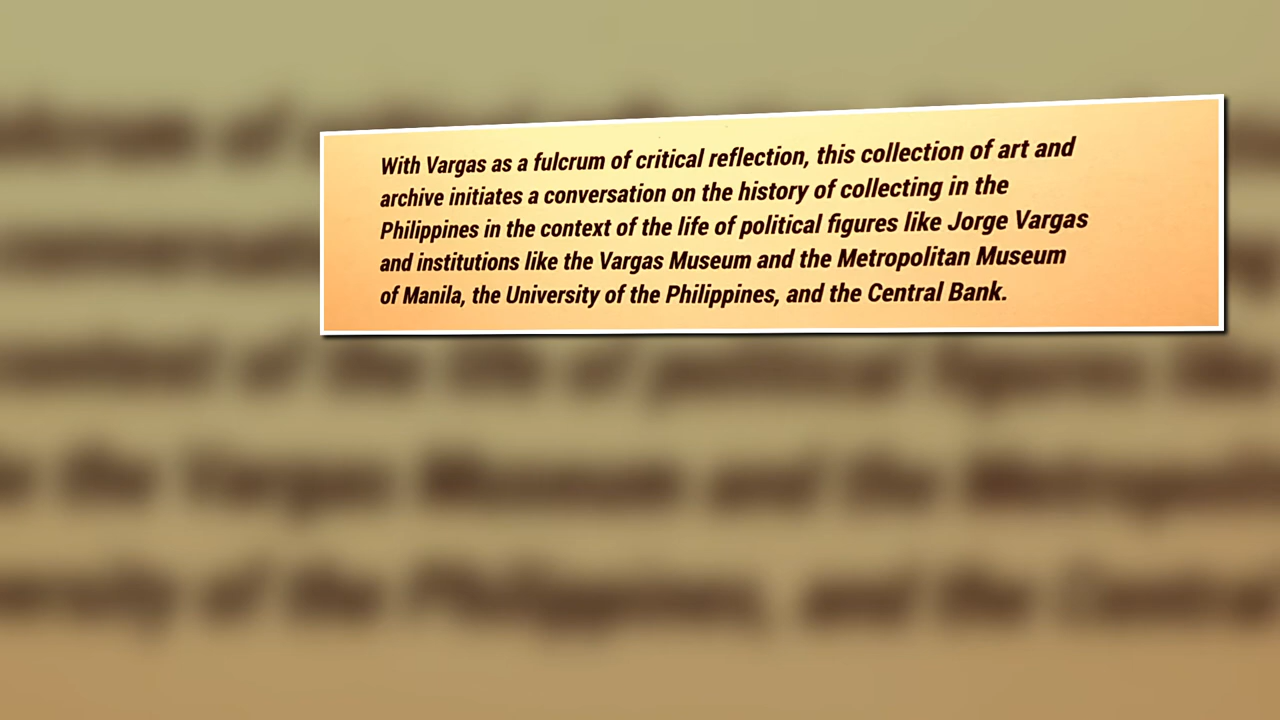 With Vargas as a fulcrum of critical reflection, this collection of art and
archive initiates a conversation on the history of collecting in the
Philippines in the context of the life of political figures like Jorge Vargas
and institutions like the Vargas Museum and the Metropolitan Museum
of Manila, the University of the Philippines, and the Central Bank.